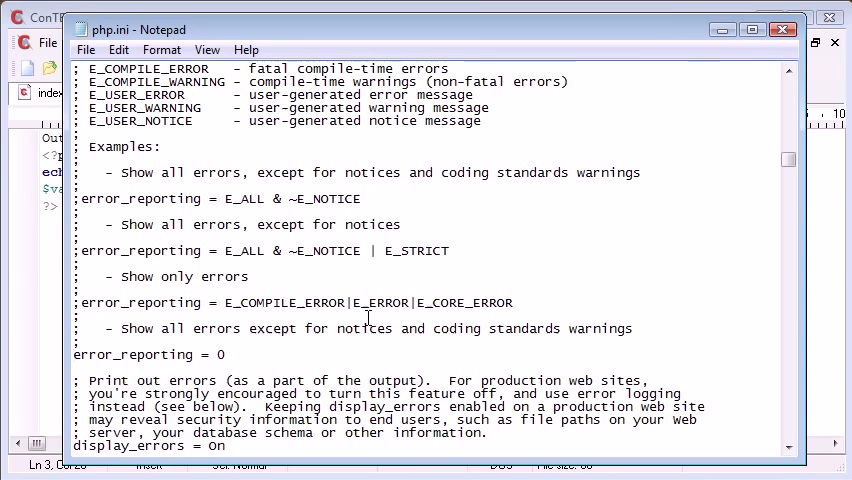 ConTE
php.ini - Notepad
File
File Edit Format View Help
index
; E_COMPILE_ERROR   - fatal compile-time errors
; E_COMPILE_WARNING - compile-time warnings (non-fatal errors)
; E_USER_ERROR      - user-generated error message
; E_USER_WARNING    - user-generated warning message
; E_USER_NOTICE     - user-generated notice message
;
; Examples:
;
;   - Show all errors, except for notices and coding standards warnings
;
;error_reporting = E_ALL & ~E_NOTICE
;
;   - Show all errors, except for notices
;
;error_reporting = E_ALL & ~E_NOTICE | E_STRICT
;
;   - Show only errors
;
;error_reporting = E_COMPILE_ERROR|E_ERROR|E_CORE_ERROR
;
;   - Show all errors except for notices and coding standards warnings
;
error_reporting = 0
; Print out errors (as a part of the output).  For production web sites,
; you're strongly encouraged to turn this feature off, and use error logging
; instead (see below).  Keeping display_errors enabled on a production web site
; may reveal security information to end users, such as file paths on your Web
; server, your database schema or other information.
display_errors = On
10
Out
<?p
ech
$va
?>
Ln 3,